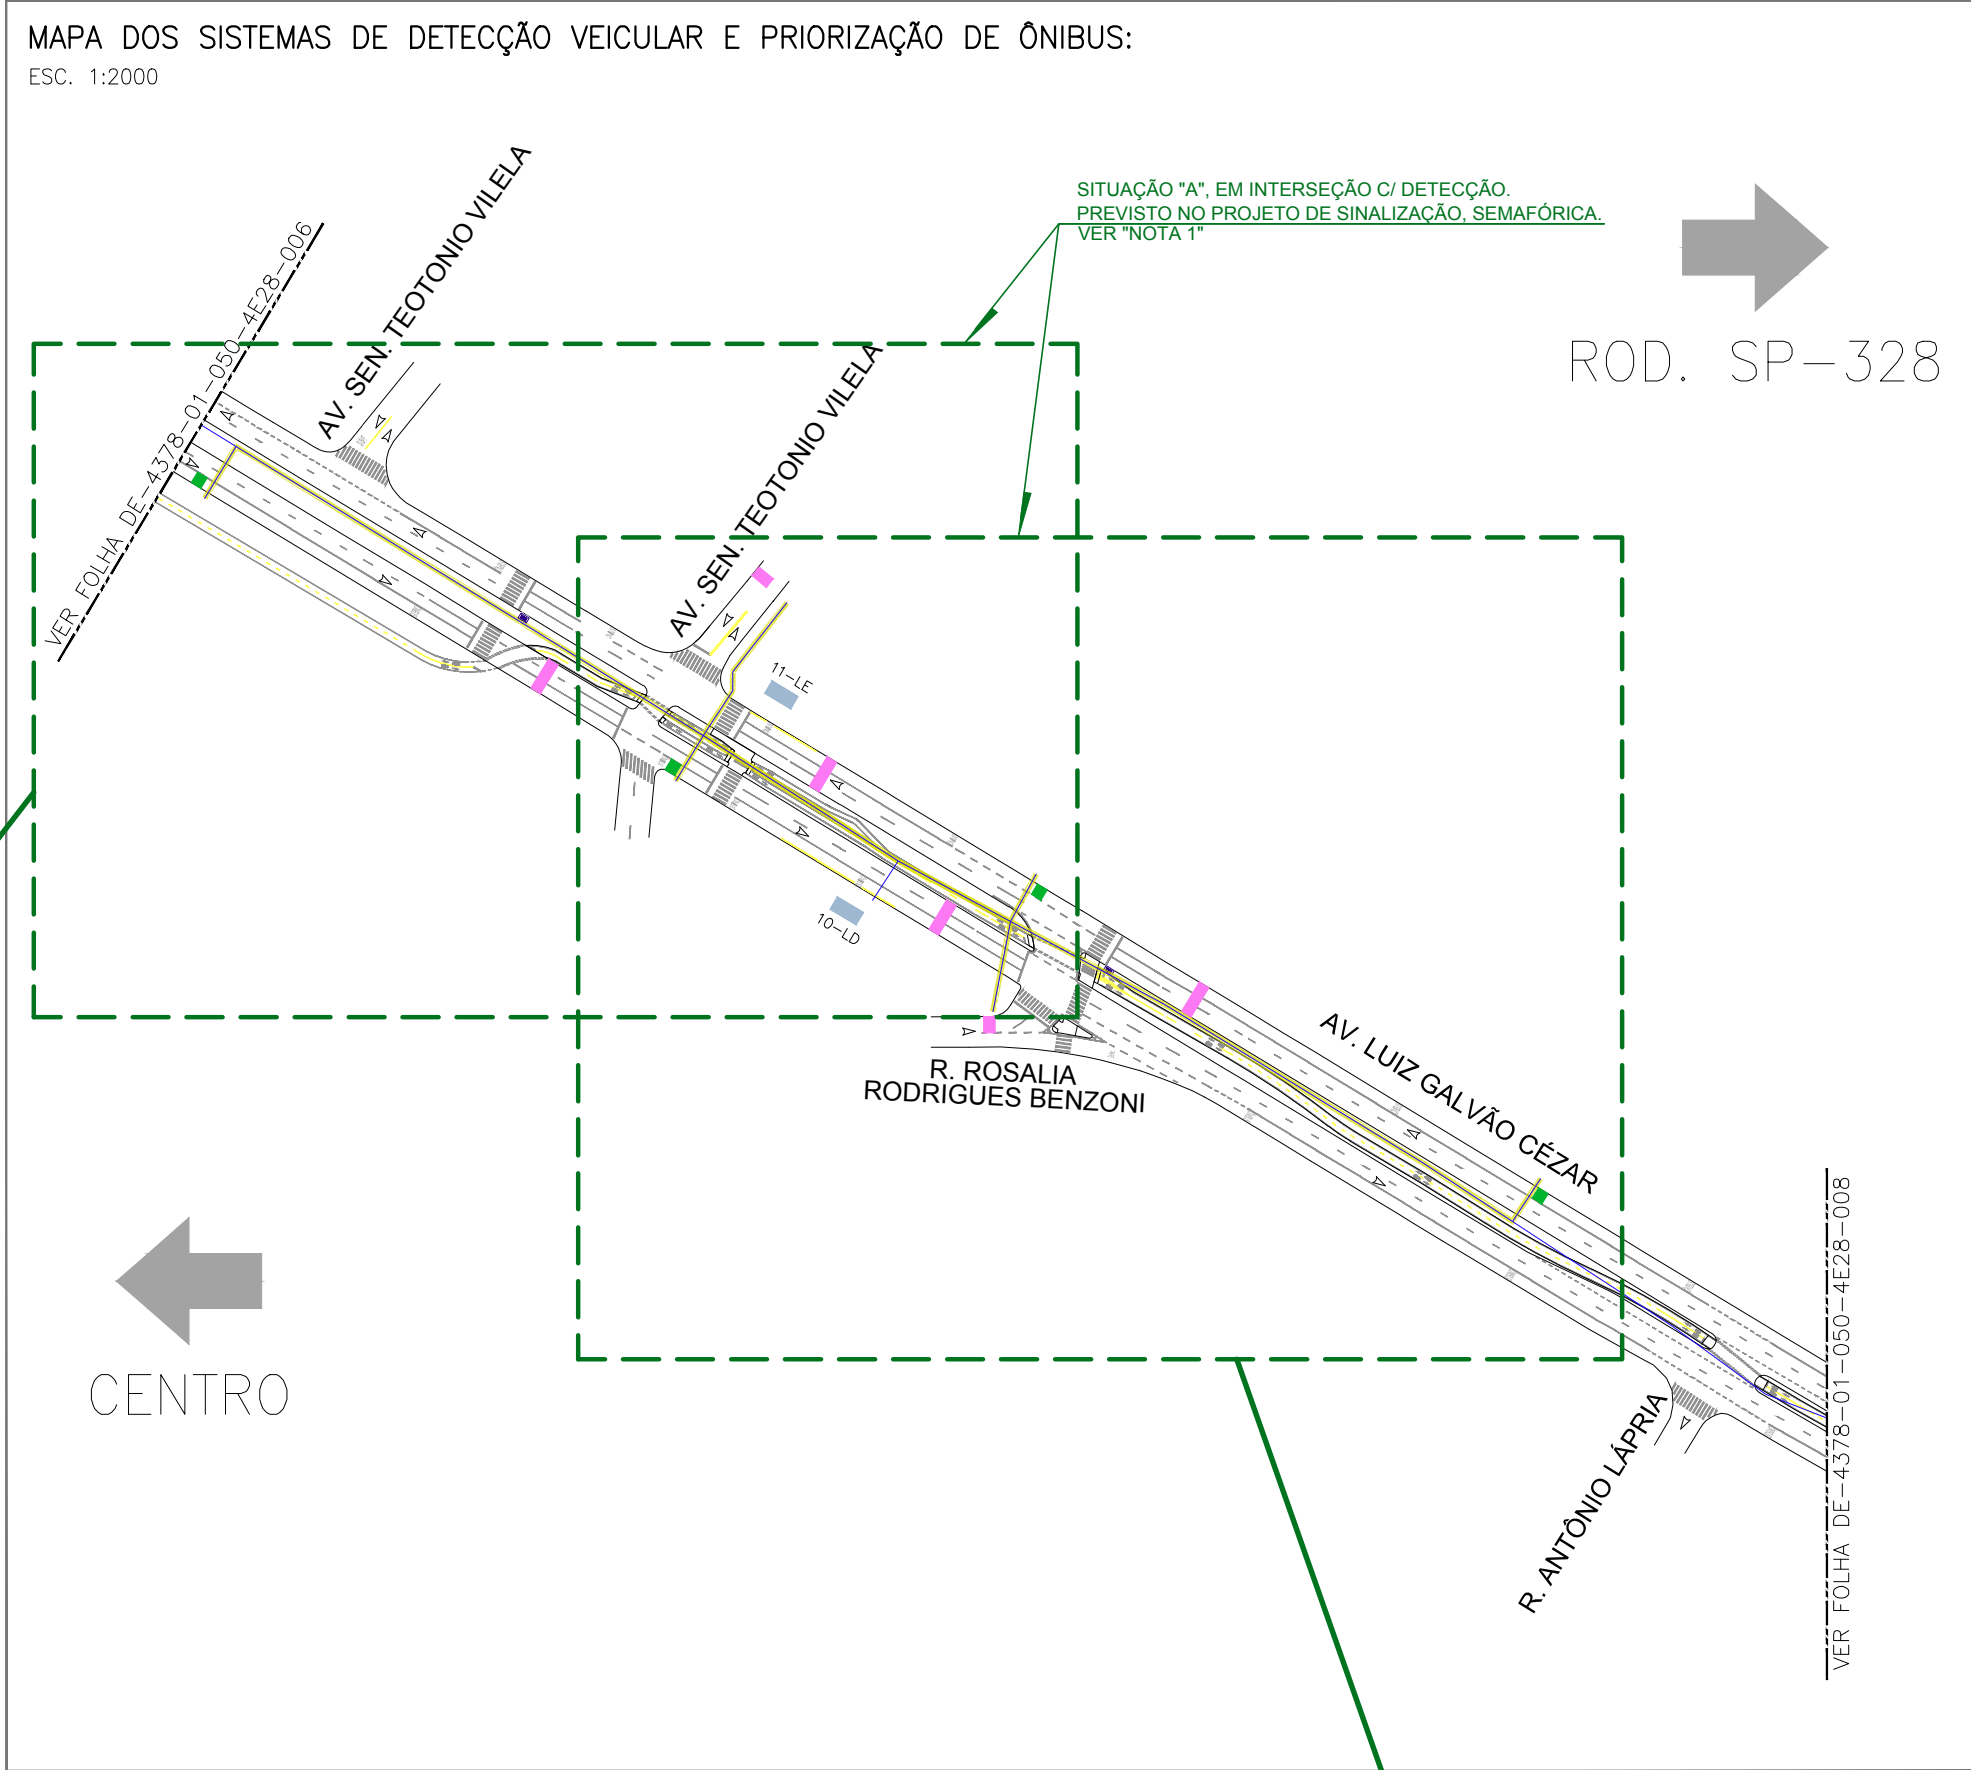 MAPA DOS SISTEMAS DE DETECÇÃO VEICULAR E PRIORIZAÇÃO DE ÔNIBUS:
ESC. 1:2000
SITUAÇÃO "A", EM INTERSEÇÃO C/ DETECÇÃO.
PREVISTO NO PROJETO DE SINALIZAÇÃO, SEMAFÓRICA.
VER "NOTA 1"
ROD. SP-328
VER FOLHA DE-4378-01-050-4E28-006
AV. SEN. TEOTONIO VILELA
AV. SEN. TEOTONIO VILELA
11-LE
10-LD
R. ROSALIA
RODRIGUES BENZONI
AV. LUIZ GALVÃO CÉZAR
CENTRO
R. ANTÔNIO LÁPRIA
VER FOLHA DE-4378-01-050-4E28-008